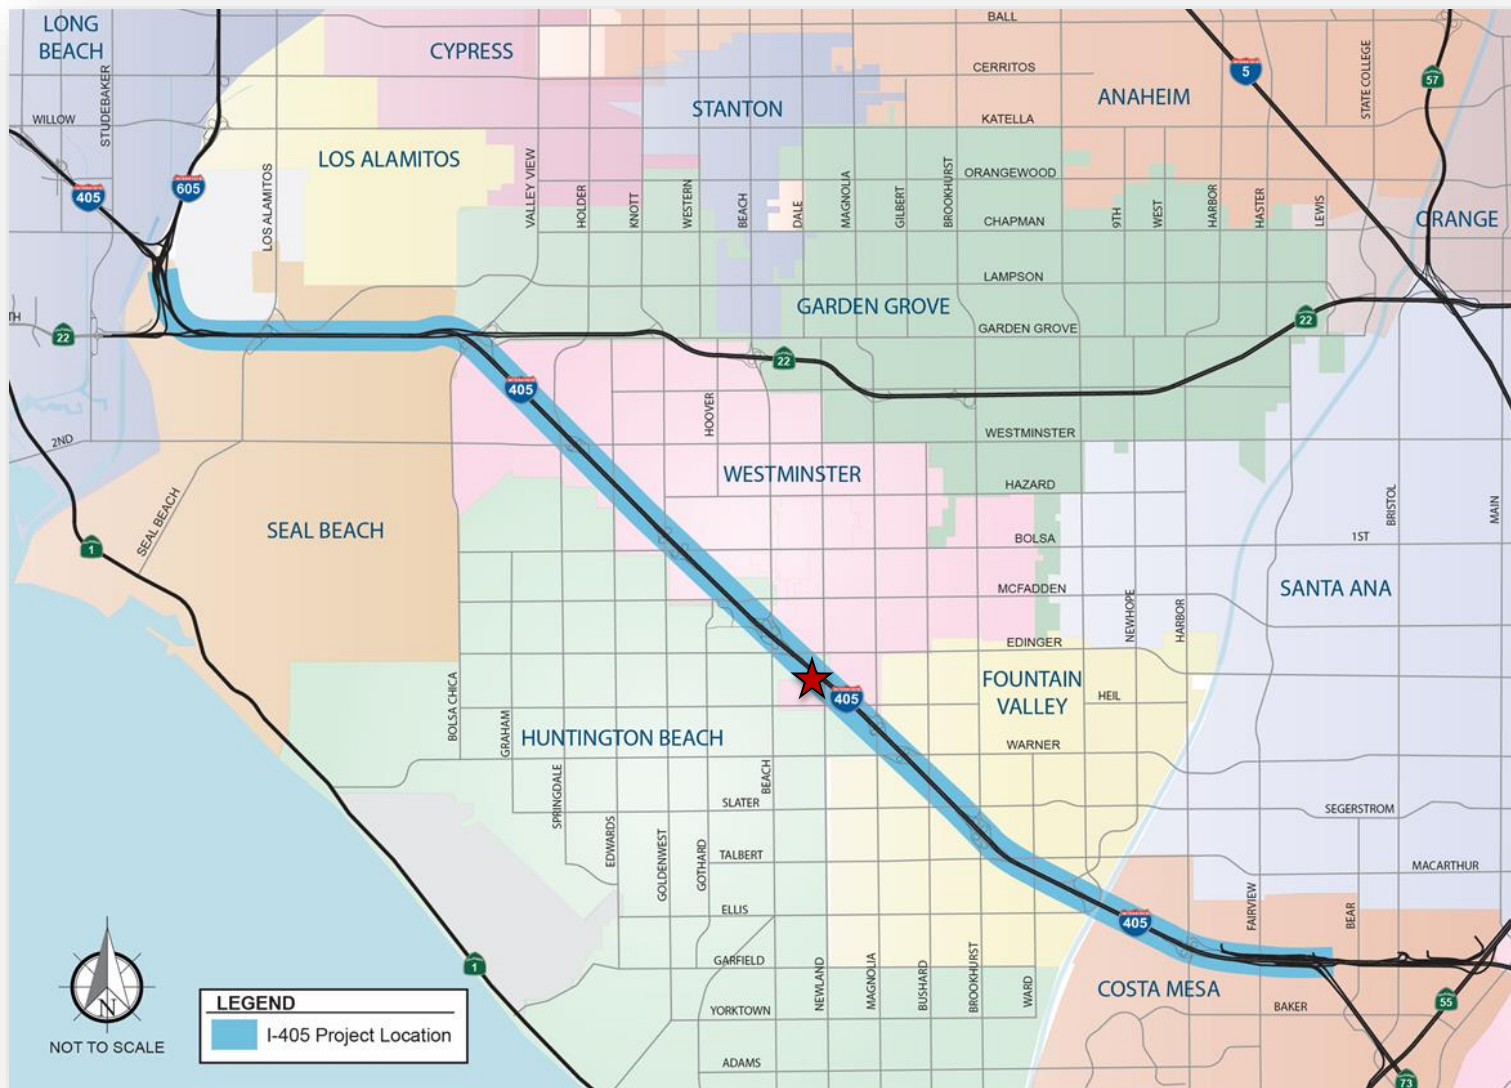 LONG
BEACH
CYPRESS
BALL
CERRITOS
STATE COLLEGE
5
57
STUDEBAKER
STANTON
ANAHEIM
WILLOW
KATELLA
LOS ALAMITOS
ORANGEWOOD
405
605
LOS ALAMITOS
VALLEY VIEW
HOLDER
KNOTT
WESTERN
BEACH
DALE
MAGNOLIA
GILBERT
BROOKHURST
CHAPMAN
9TH
WEST
HARBOR
HASTER
LEWIS
ORANGE
LAMPSON
GARDEN GROVE
TH
22
GARDEN GROVE
22
22
405
HOOVER
2ND
WESTMINSTER
WESTMINSTER
HAZARD
SEAL BEACH
SEAL BEACH
1
BOLSA
1ST
BRISTOL
MAIN
MCFADDEN
SANTA ANA
NEWHOPE
HARBOR
EDINGER
405
FOUNTAIN
VALLEY
HEIL
BOLSA CHICA
GRAHAM
HUNTINGTON BEACH
WARNER
SPRINGDALE
BEACH
SLATER
SEGERSTROM
EDWARDS
GOLDENWEST
GOTHARD
TALBERT
MACARTHUR
ELLIS
405
FAIRVIEW
BEAR
1
GARFIELD
NEWLAND
MAGNOLIA
BUSHARD
BROOKHURST
WARD
COSTA MESA
YORKTOWN
BAKER
55
ADAMS
73
N
NOT TO SCALE
LEGEND
I-405 Project Location